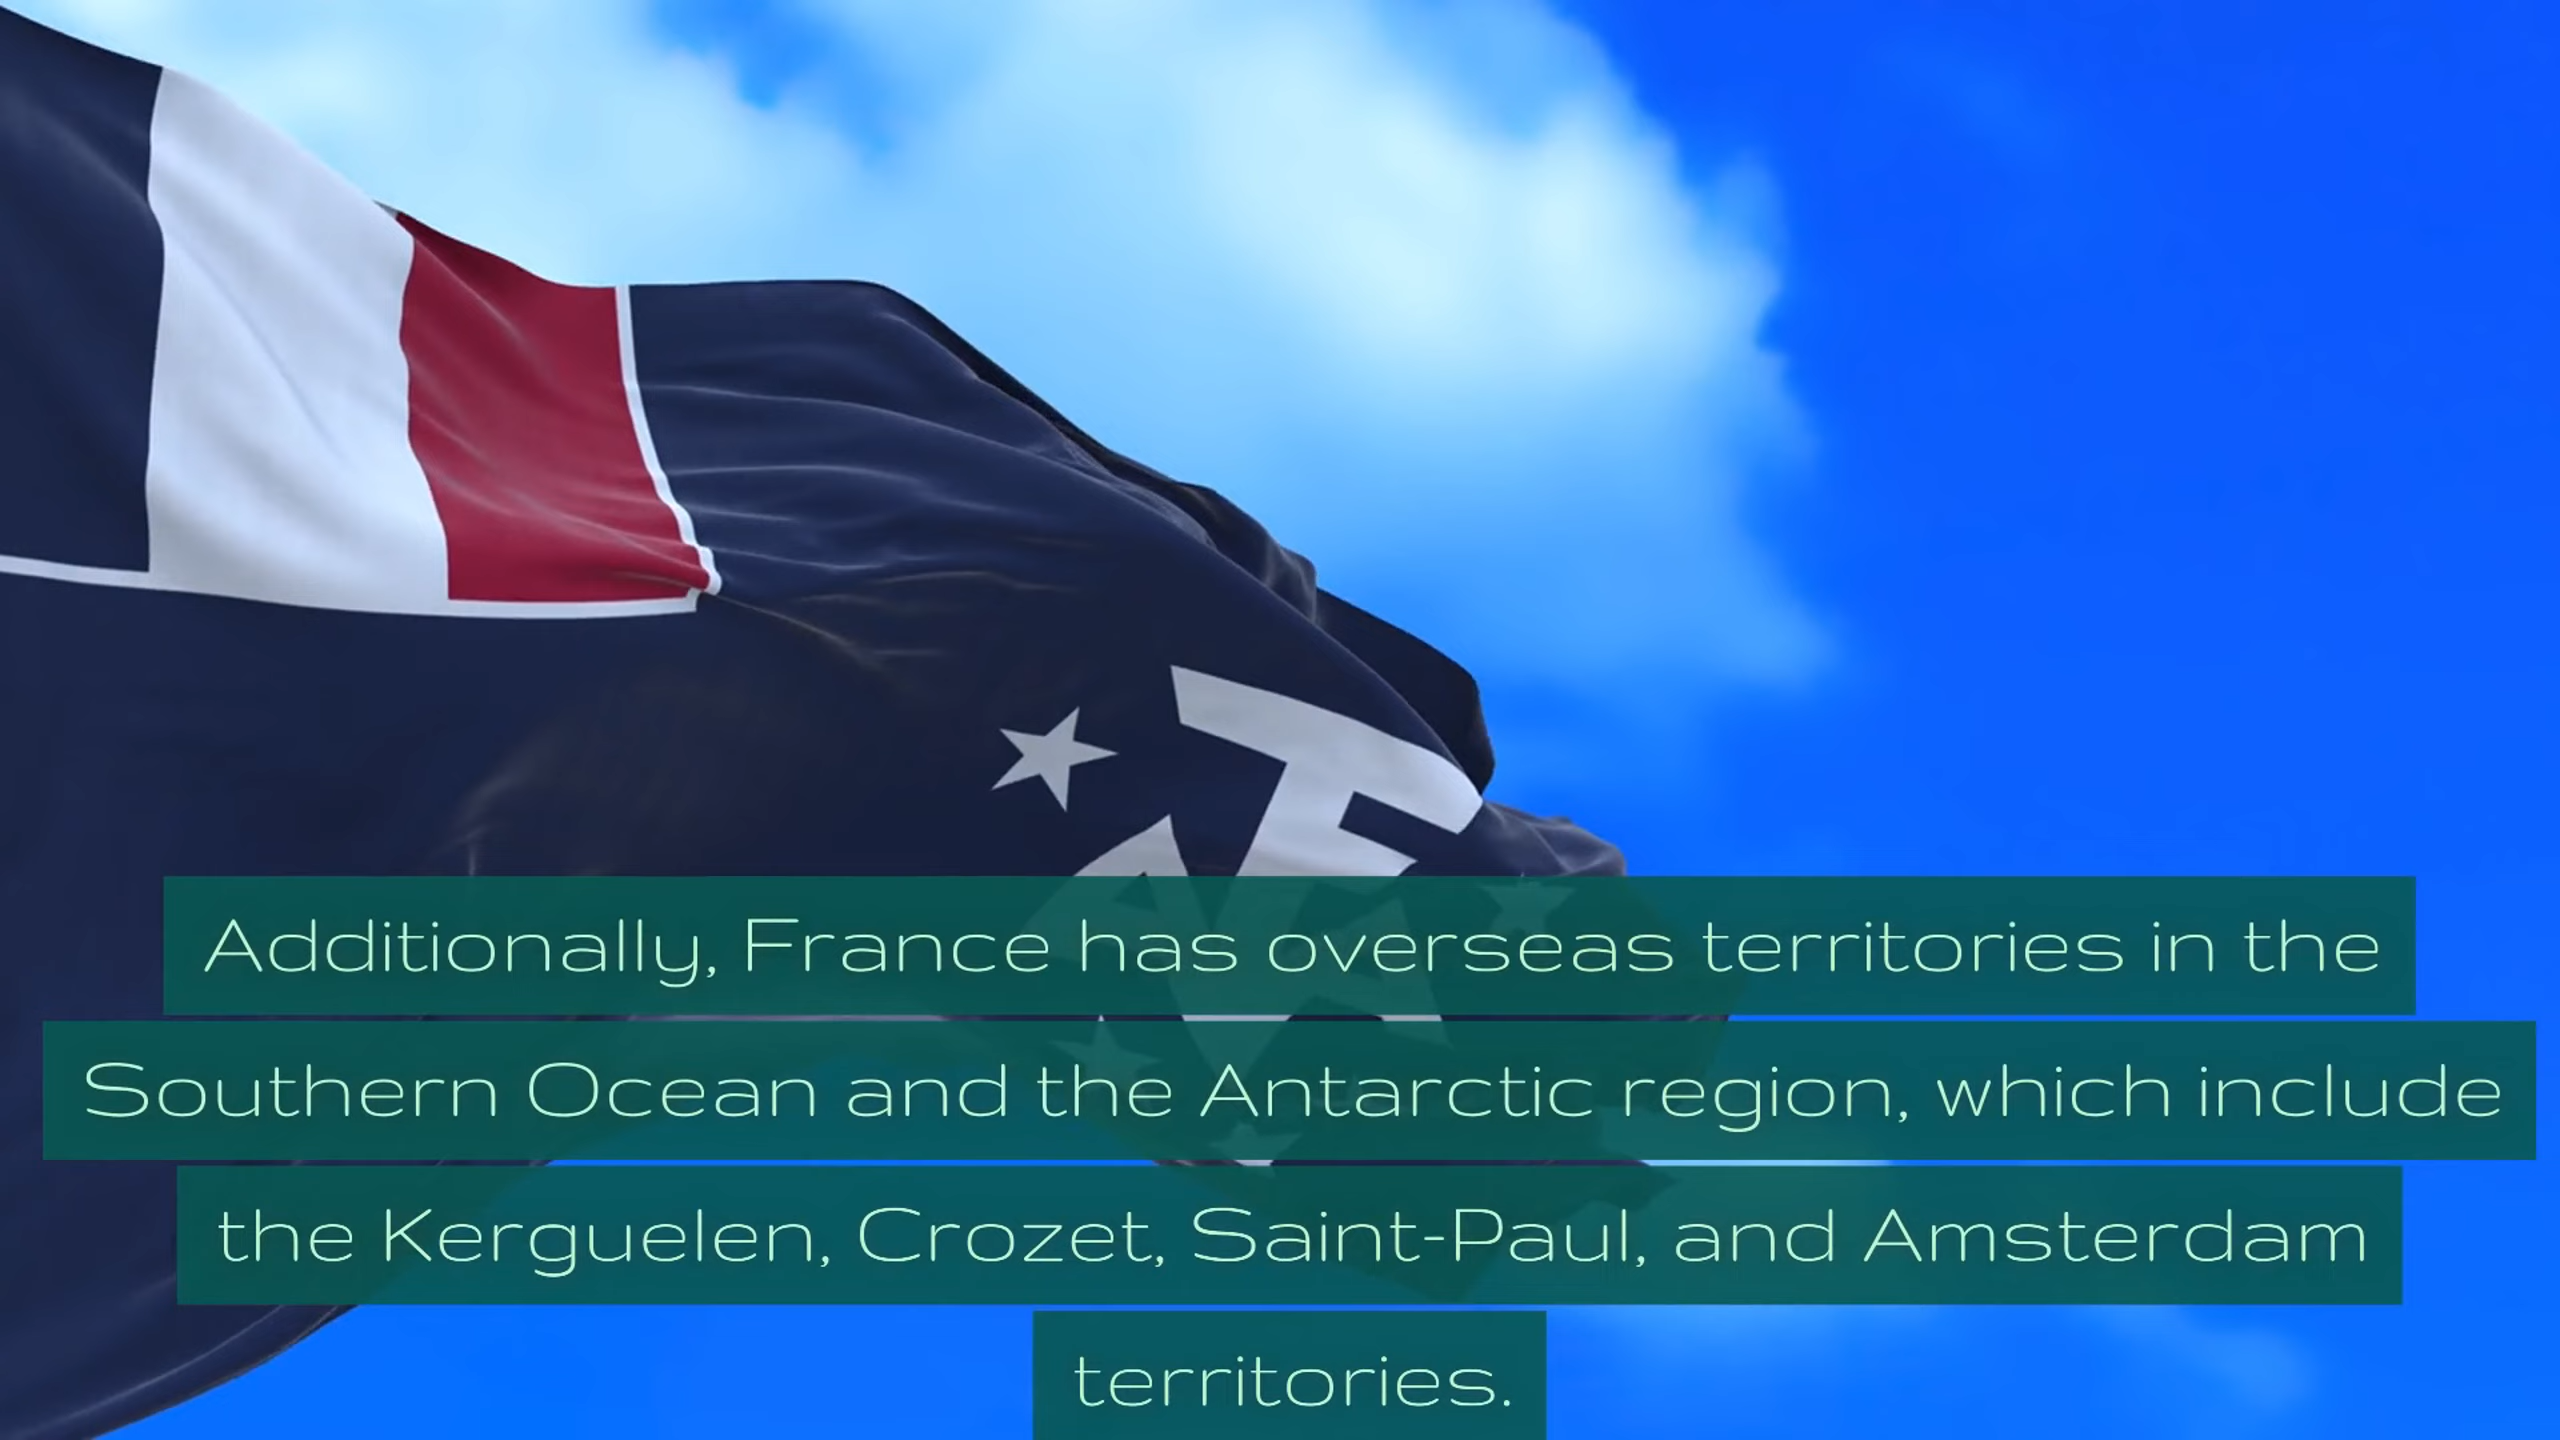 Additionally, France has overseas territories in the
Southern Ocean and the Antarctic region, which include
the Kerguelen, Crozet, Saint-Paul, and Amsterdam
territories.